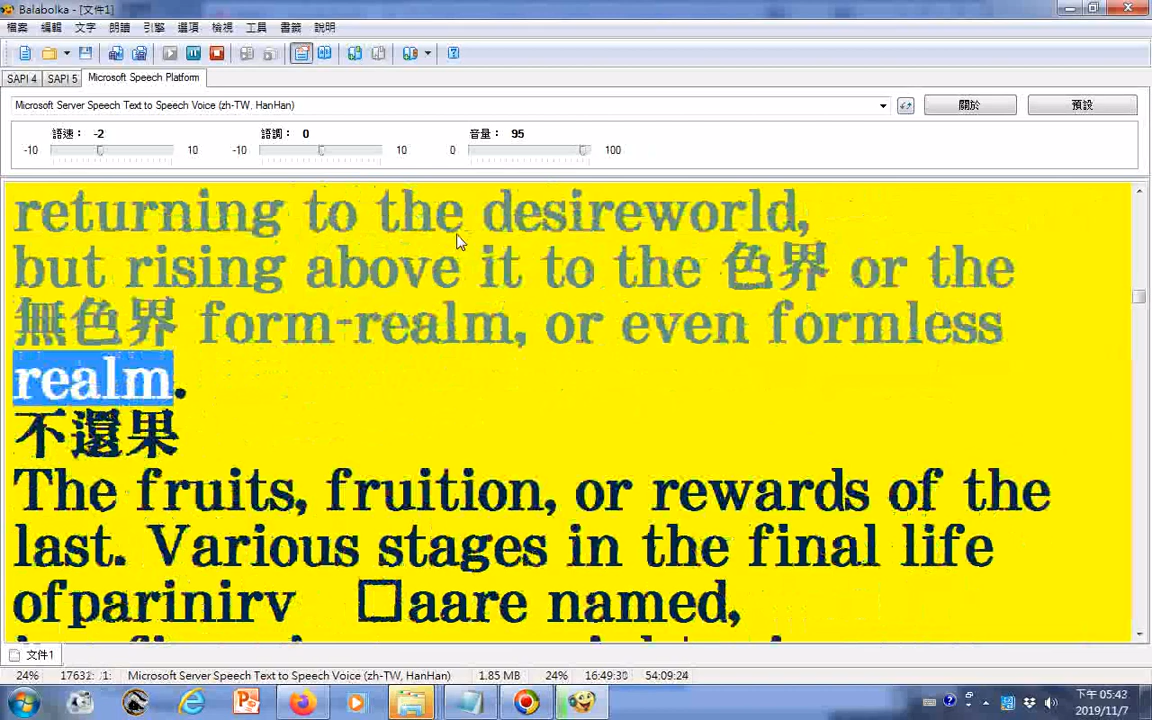 Balabolka - [文件1]
檔案 編輯 文字 朗讀 引擎 選項 檢視 工具 書籤 說明
SAPI 4 SAPI 5 Microsoft Speech Platform
Microsoft Server Speech Text to Speech Voice (zh-TW, HanHan)
關於 預設
語速： -2 語調： 0 音量： 95
-10 10 -10 10 0 100
returning to the desireworld,
but rising above it to the 色界 or the
無色界 form-realm, or even formless
realm.
不還果
The fruits, fruition, or rewards of the
last. Various stages in the final life
ofparinirv □aare named,
文件1
24% 17632: /1: Microsoft Server Speech Text to Speech Voice (zh-TW, HanHan) 1.85 MB 24% 16:49:38 54:09:24
下午 05:43
2019/11/7